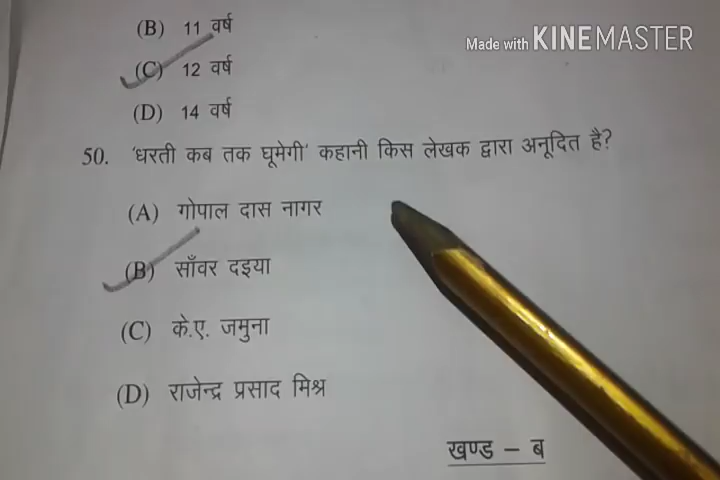 (B) 11 वर्ष
Made with KINEMASTER
(C) 12 वर्ष
(D) 14 वर्ष
50. 'धरती कब तक घूमेगी' कहानी किस लेखक द्वारा अनूदित है?
(A) गोपाल दास नागर
(B) साँवर दइया
(C) के.ए. जमुना
(D) राजेन्द्र प्रसाद मिश्र
खण्ड – ब